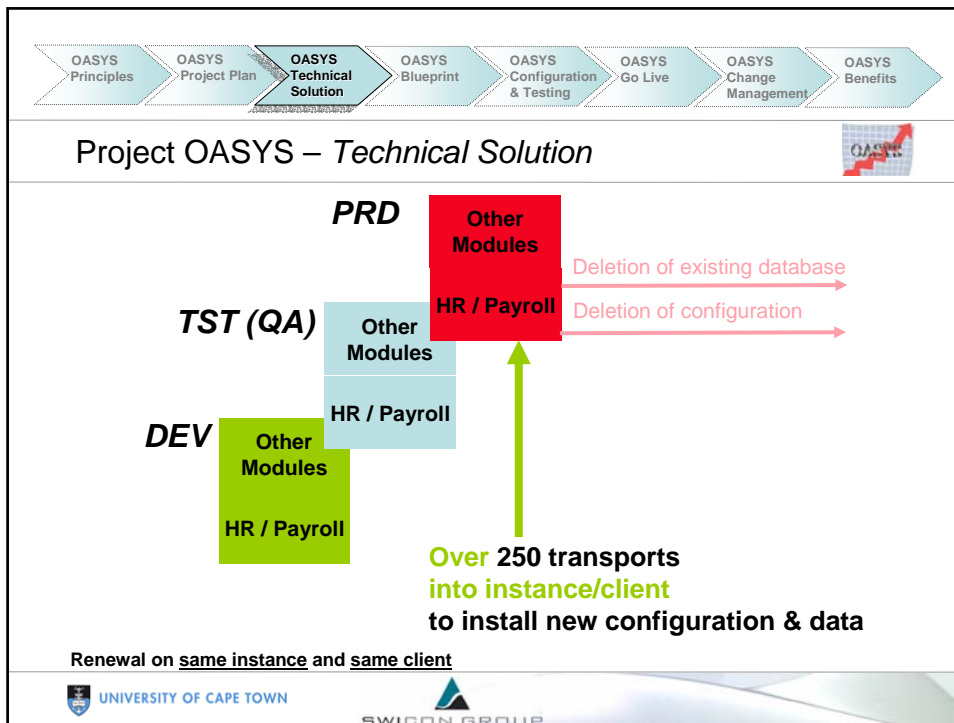 OASYS
Principles
OASYS
Project Plan
OASYS
Technical
Solution
OASYS
Blueprint
OASYS
Configuration
& Testing
OASYS
Go Live
OASYS
Change
Management
OASYS
Benefits
Project OASYS – Technical Solution
OASYS
PRD
Other
Modules
HR / Payroll
Deletion of existing database
Deletion of configuration
TST (QA)
Other
Modules
HR / Payroll
DEV
Other
Modules
HR / Payroll
Over 250 transports
into instance/client
to install new configuration & data
Renewal on same instance and same client
UNIVERSITY OF CAPE TOWN
SWICON GROUP